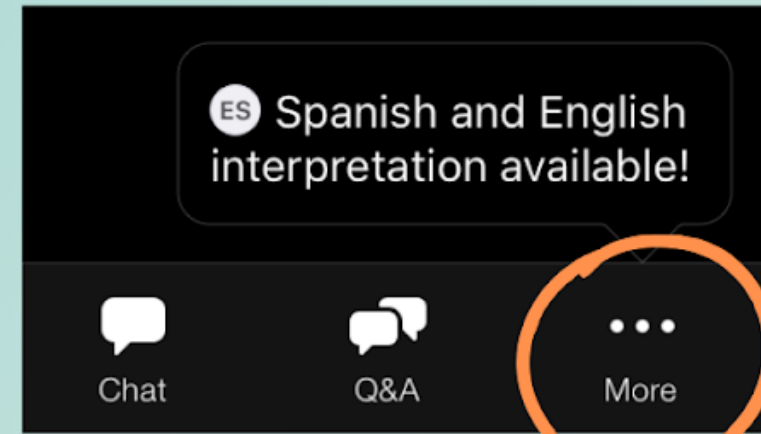 ES Spanish and English
interpretation available!
Chat
Q&A
More